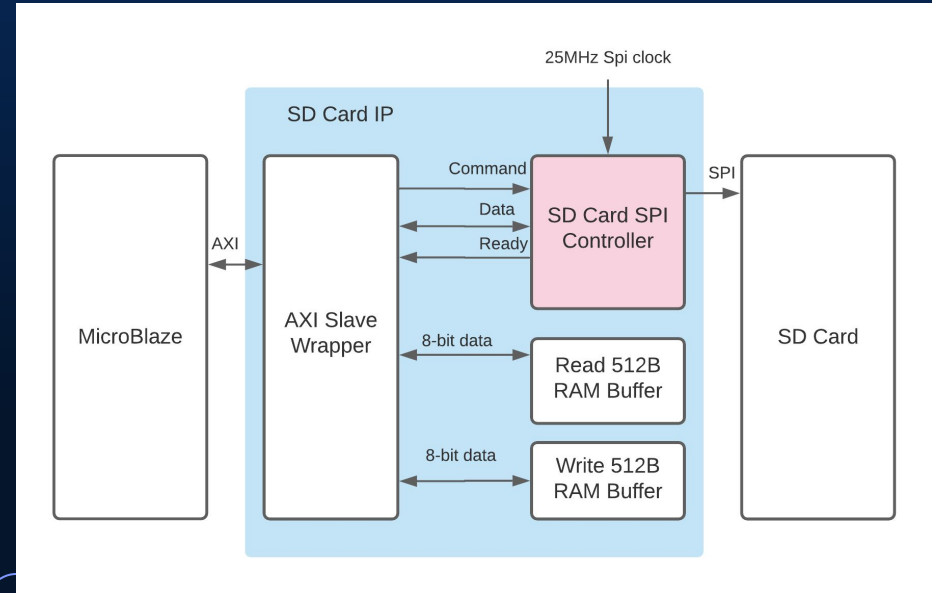 25MHz Spi clock
SD Card IP
Command
SPI
Data
SD Card SPI
Controller
Ready
AXI
MicroBlaze
AXI Slave
Wrapper
8-bit data
Read 512B
RAM Buffer
SD Card
8-bit data
Write 512B
RAM Buffer